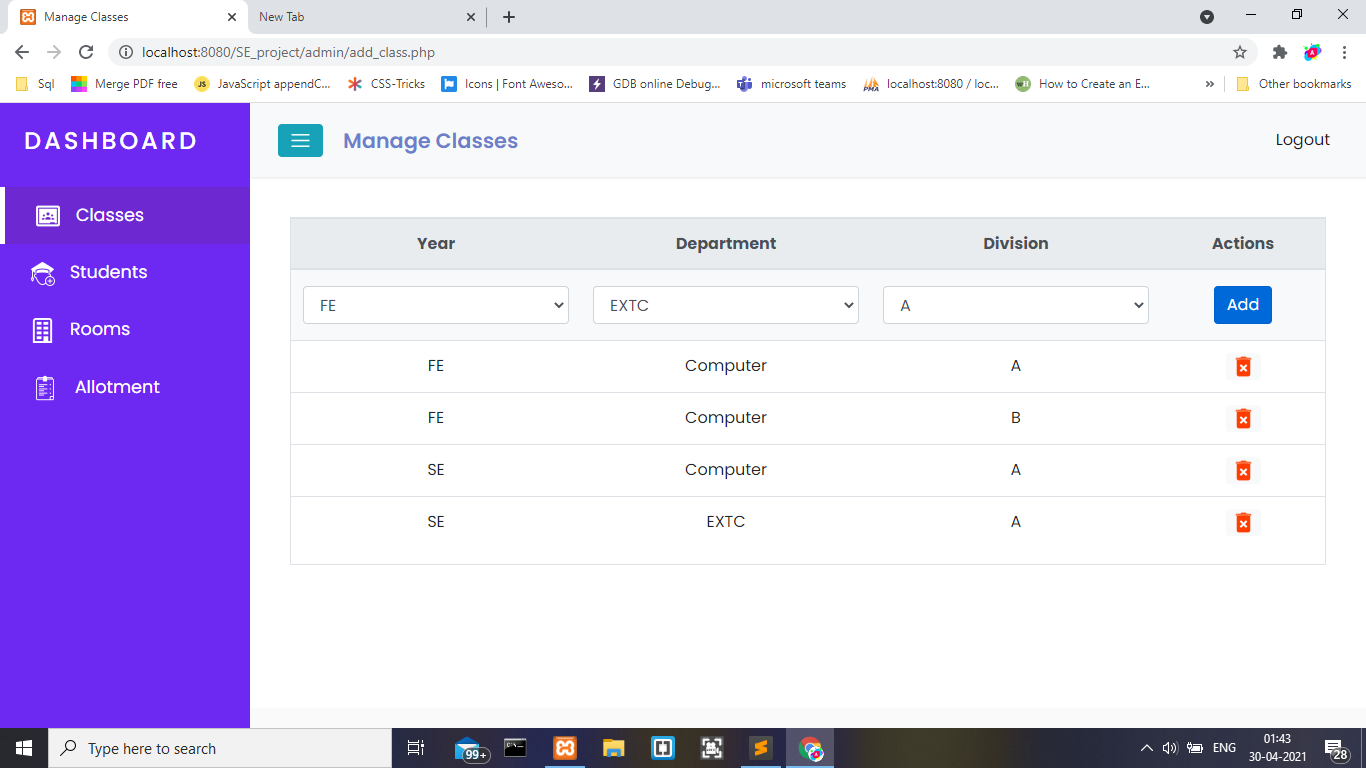 Manage Classes
New Tab
localhost:8080/SE_project/admin/add_class.php
Sql
Merge PDF free
JS
JavaScript appendC...
CSS-Tricks
Icons | Font Aweso...
GDB online Debug...
microsoft teams
PMA
localhost:8080 / loc...
wH
How to Create an E...
»
Other bookmarks
DASHBOARD
Manage Classes
Logout
Classes
Students
Rooms
Allotment
Year Department Division Actions
FE EXTC A Add
FE Computer A
FE Computer B
SE Computer A
SE EXTC A
Type here to search
99+
ENG
01:43
30-04-2021
28